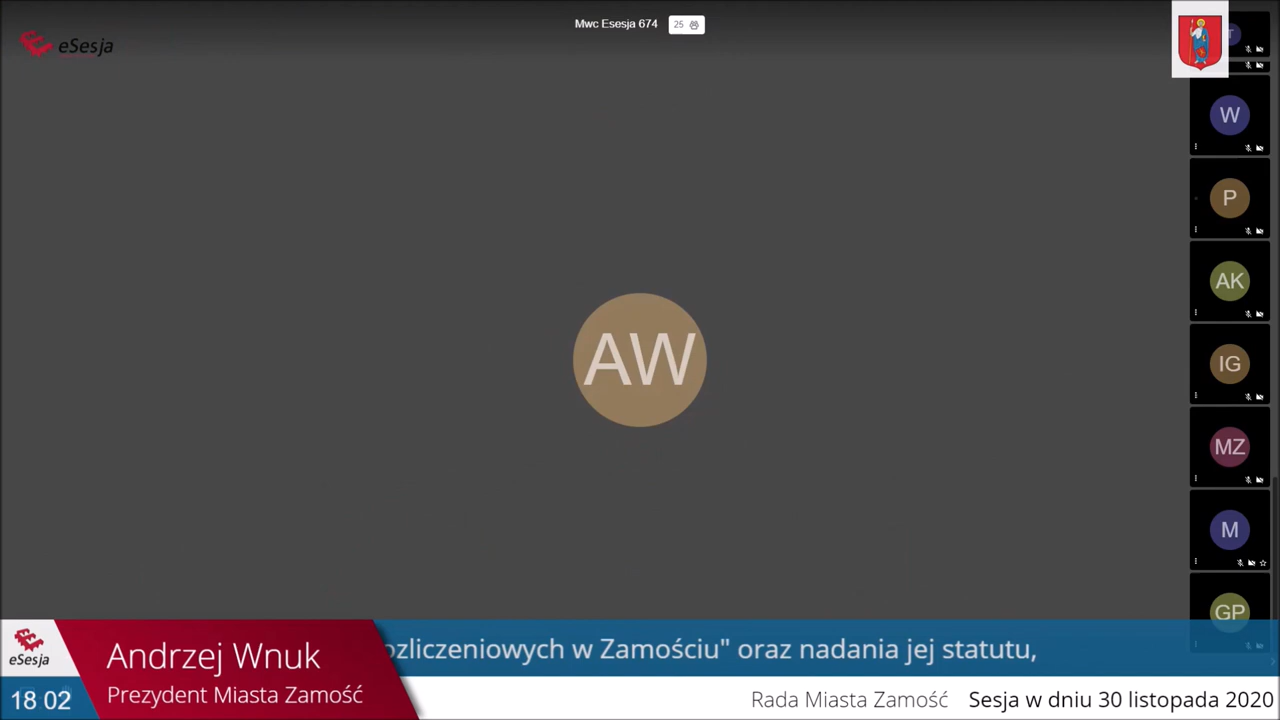 Mwc Esesja 674 25
eSesja
T
W
P
AK
IG
MZ
M
GP
AW
ozliczeniowych w Zamościu" oraz nadania jej statutu,
eSesja
Andrzej Wnuk
Prezydent Miasta Zamość
18 02
Rada Miasta Zamość Sesja w dniu 30 listopada 2020